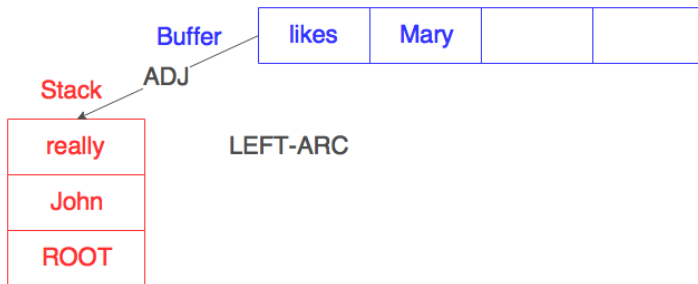 Buffer
likes
Mary
ADJ
Stack
really
LEFT-ARC
John
ROOT